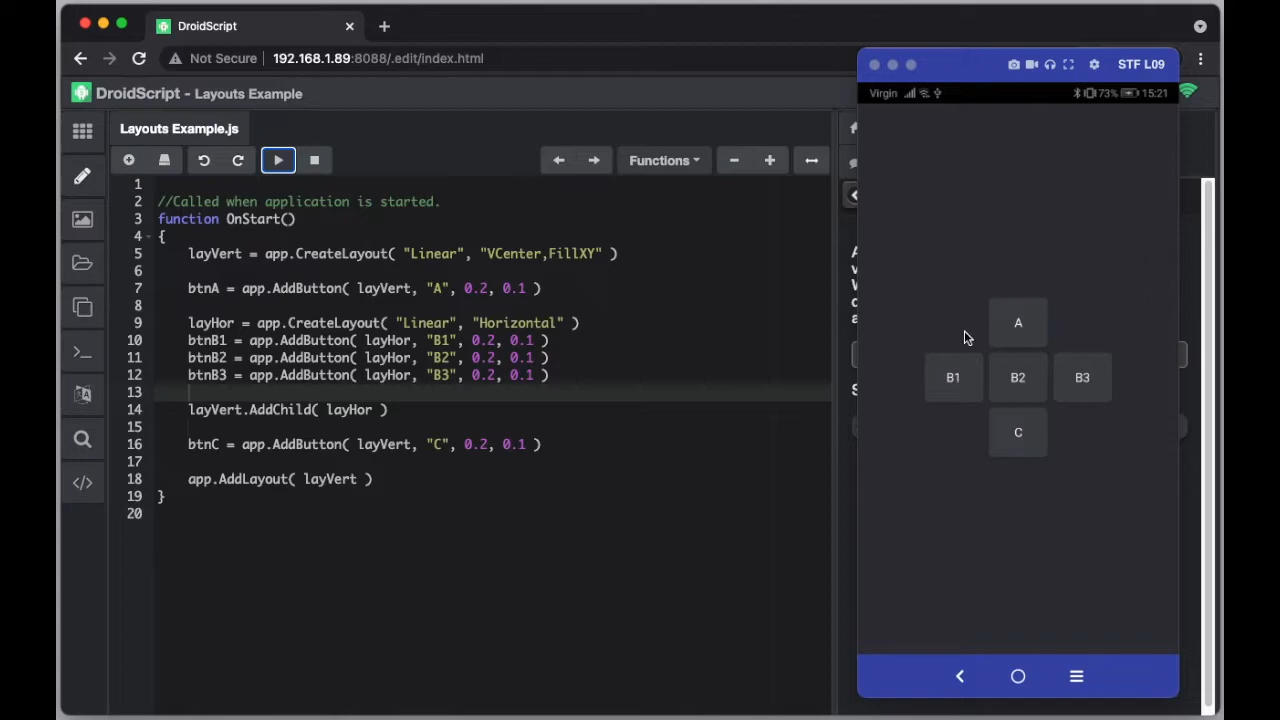 DroidScript
Not Secure
192.168.1.89:8088/.edit/index.html
DroidScript - Layouts Example
STF L09
Virgin
73%
15:21
Layouts Example.js
Functions
1
2 //Called when application is started.
3 function OnStart()
4 {
5 layVert = app.CreateLayout( "Linear", "VCenter,FillXY" )
6
7 btnA = app.AddButton( layVert, "A", 0.2, 0.1 )
8
9 layHor = app.CreateLayout( "Linear", "Horizontal" )
10 btnB1 = app.AddButton( layHor, "B1", 0.2, 0.1 )
11 btnB2 = app.AddButton( layHor, "B2", 0.2, 0.1 )
12 btnB3 = app.AddButton( layHor, "B3", 0.2, 0.1 )
13
14 layVert.AddChild( layHor )
15
16 btnC = app.AddButton( layVert, "C", 0.2, 0.1 )
17
18 app.AddLayout( layVert )
19 }
20
A
B1 B2 B3
C